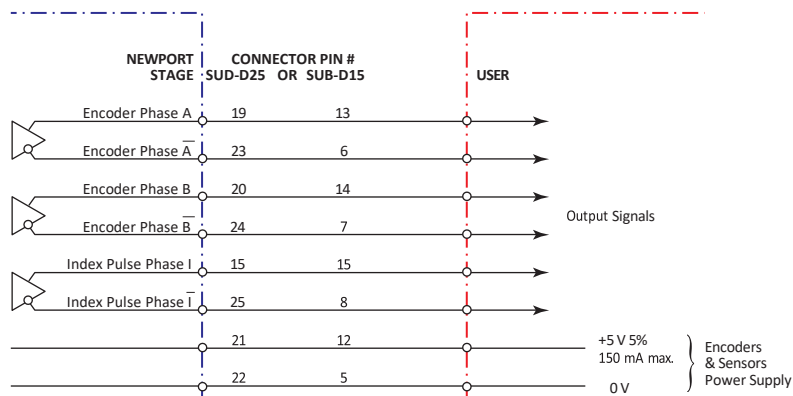 NEWPORT STAGE CONNECTOR PIN # SUD-D25 OR SUB-D15 USER
Encoder Phase A 19 13
Encoder Phase A̅ 23 6
Encoder Phase B 20 14
Encoder Phase B̅ 24 7
Output Signals
Index Pulse Phase I 15 15
Index Pulse Phase I̅ 25 8
21 12 +5 V 5%
150 mA max.
22 5 0 V
Encoders
& Sensors
Power Supply